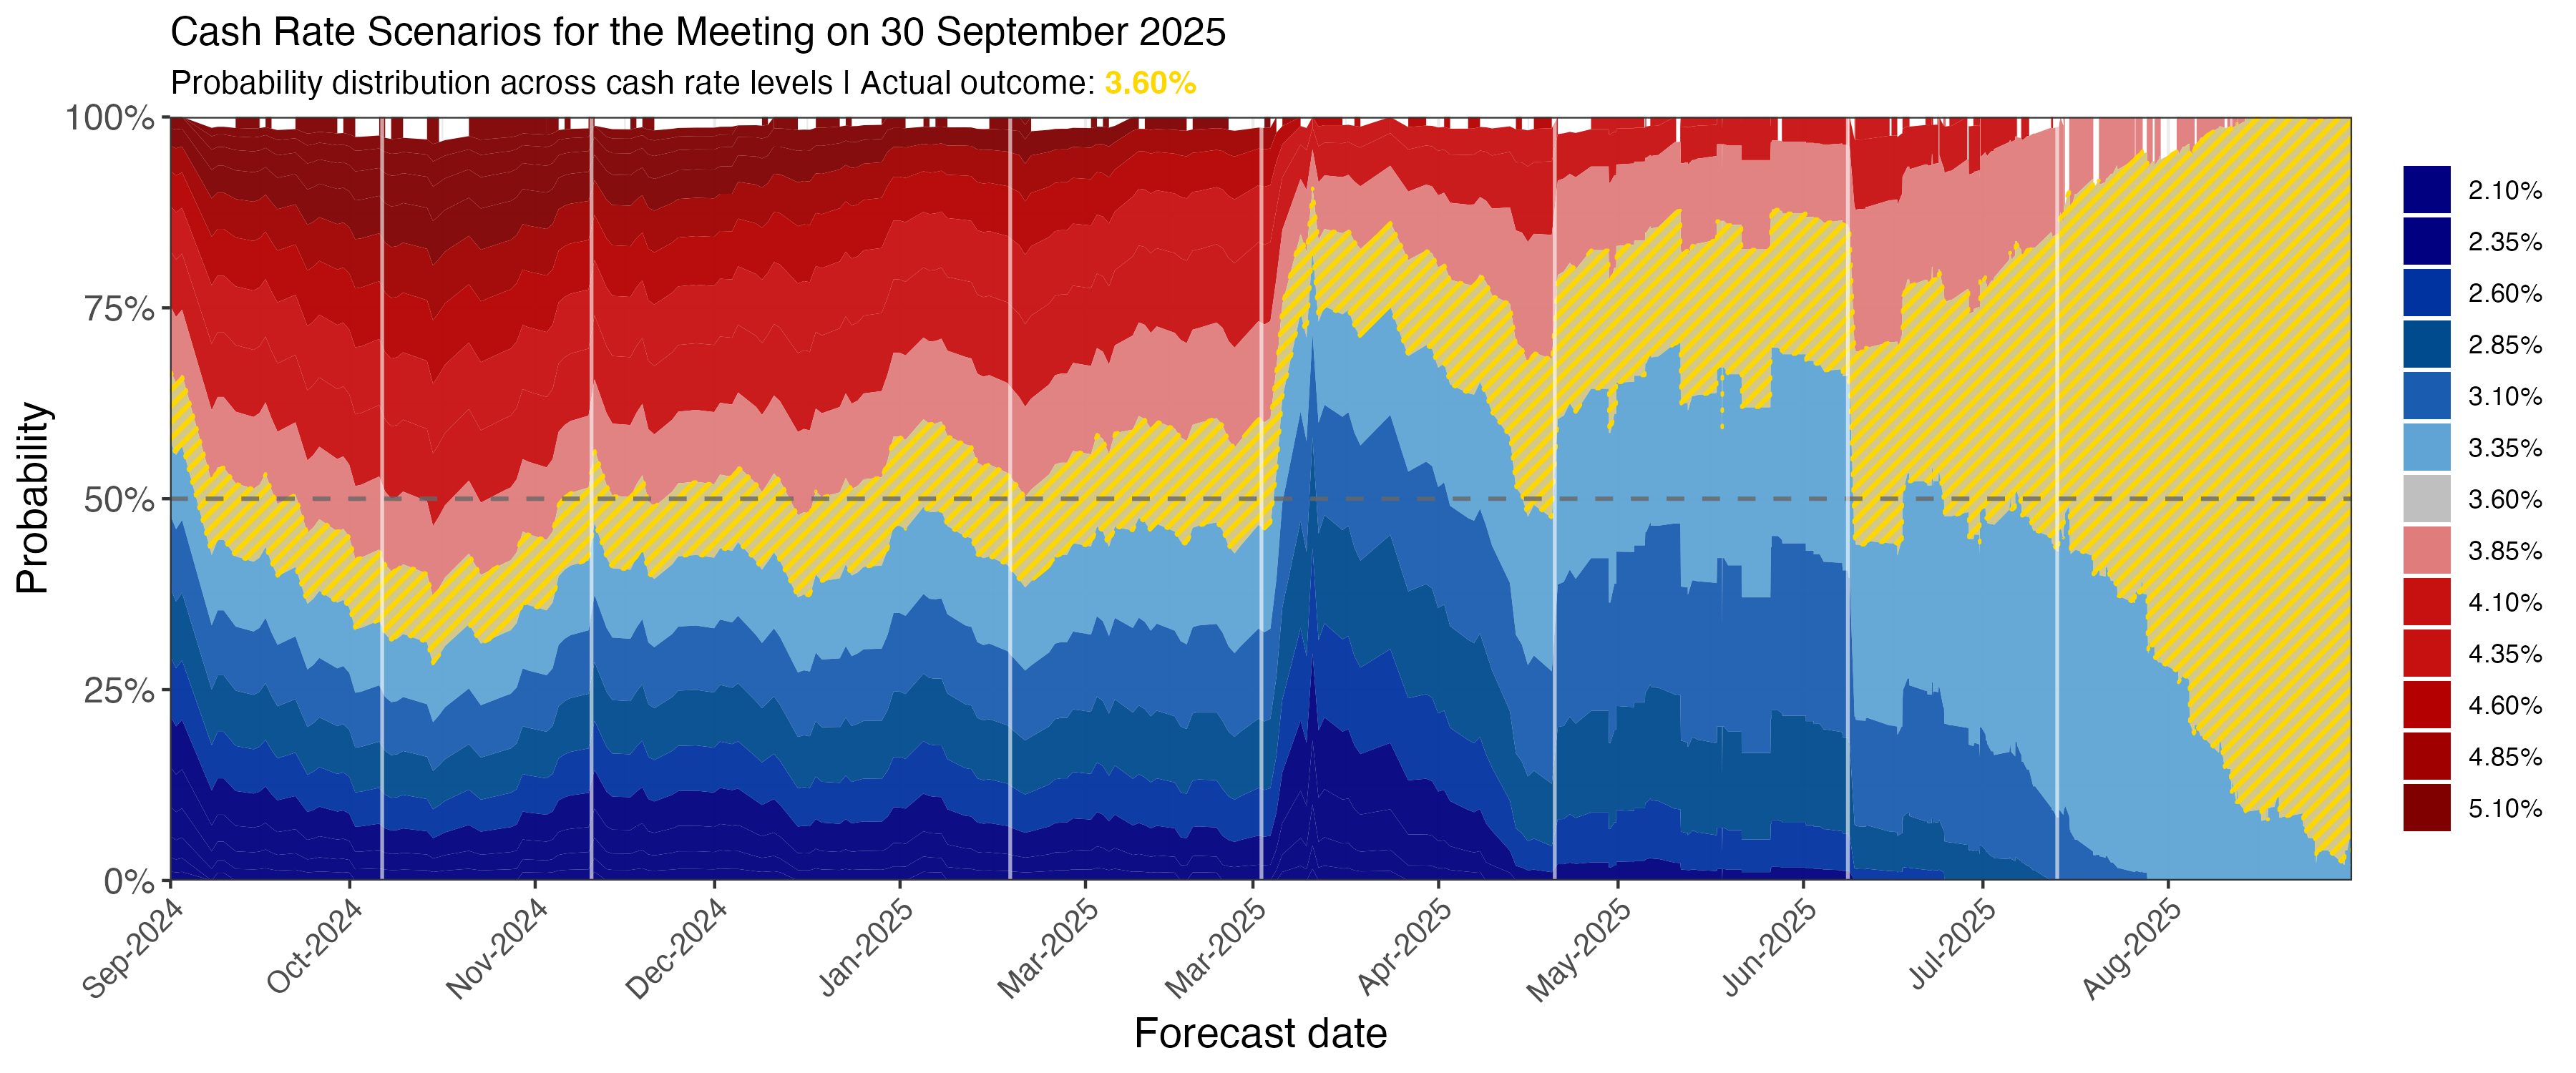 Cash Rate Scenarios for the Meeting on 30 September 2025
Probability distribution across cash rate levels | Actual outcome: 3.60%
Probability
100%
75%
50%
25%
0%
Sep-2024
Oct-2024
Nov-2024
Dec-2024
Jan-2025
Mar-2025
Mar-2025
Apr-2025
May-2025
Jun-2025
Jul-2025
Aug-2025
Forecast date
2.10%
2.35%
2.60%
2.85%
3.10%
3.35%
3.60%
3.85%
4.10%
4.35%
4.60%
4.85%
5.10%